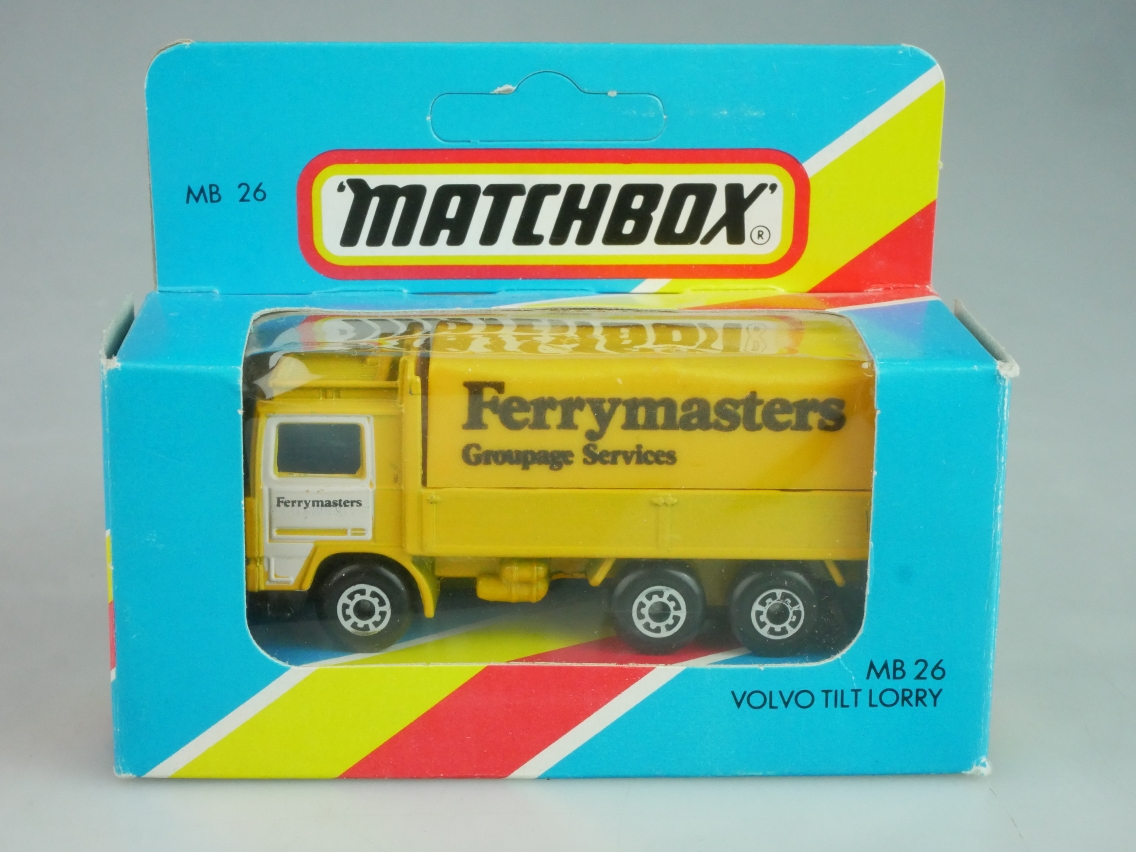 MB 26
'MATCHBOX' ®
Ferrymasters
Groupage Services
Ferrymasters
MB 26
VOLVO TILT LORRY